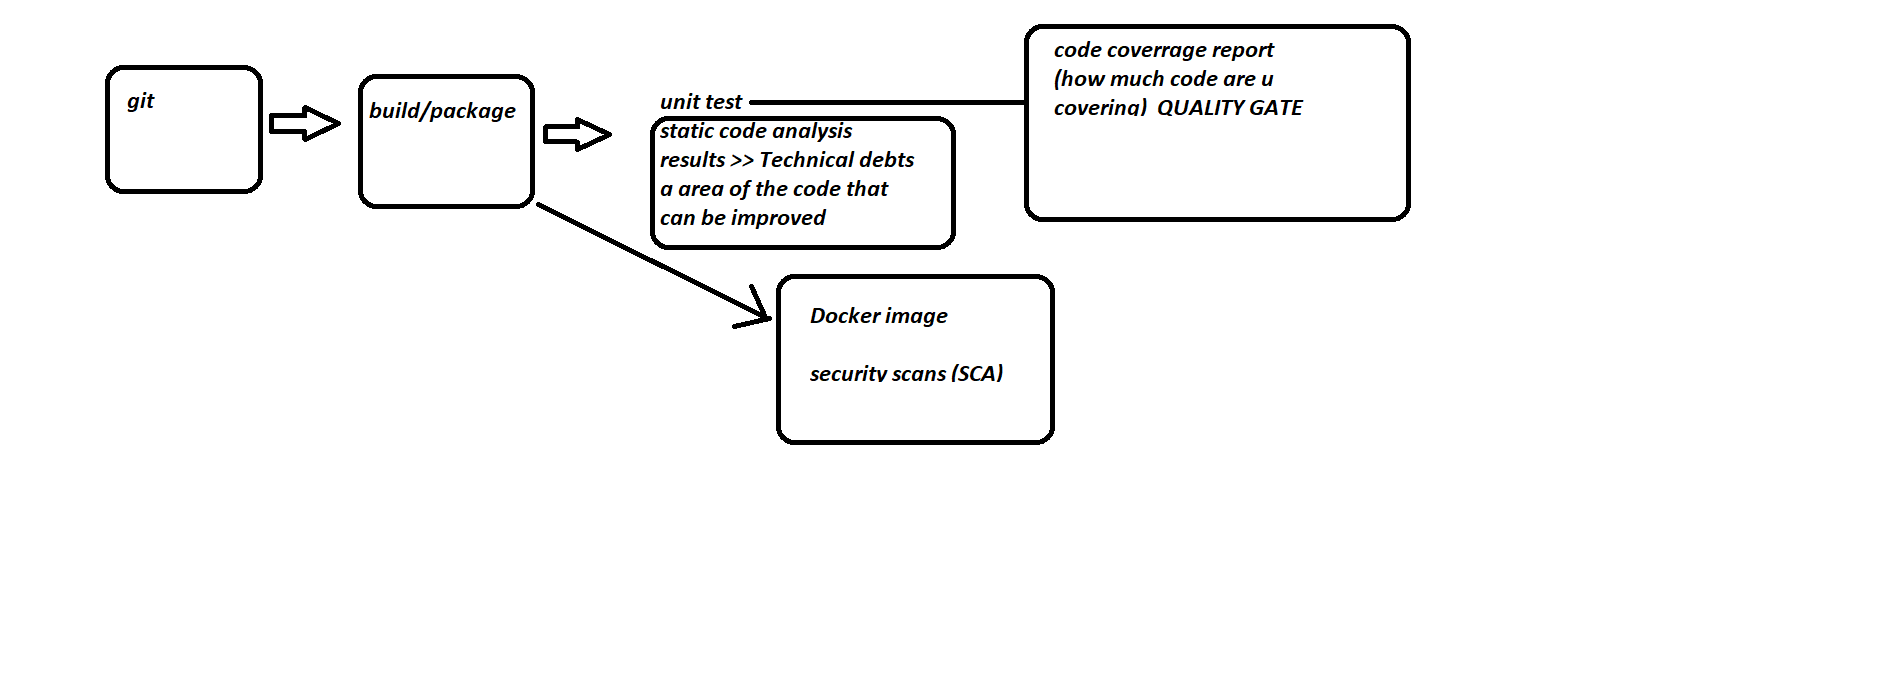 git
build/package
unit test
static code analysis
results >> Technical debts
a area of the code that
can be improved
code coverrage report
(how much code are u
covering)  QUALITY GATE
Docker image
security scans (SCA)